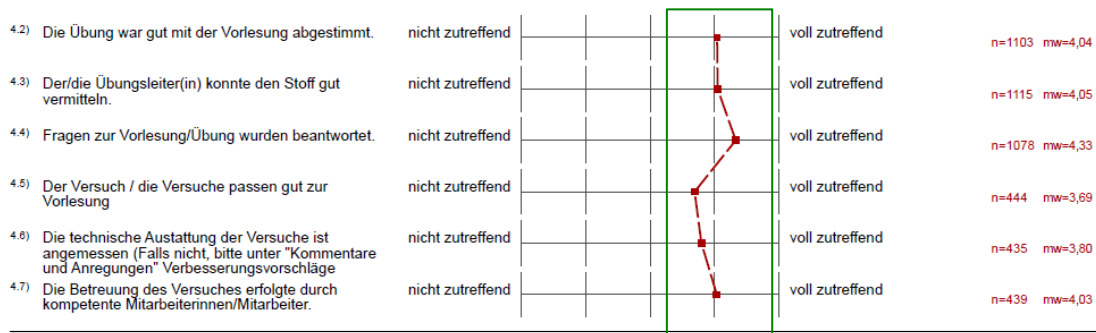 4.2) Die Übung war gut mit der Vorlesung abgestimmt. nicht zutreffend voll zutreffend n=1103 mw=4,04
4.3) Der/die Übungsleiter(in) konnte den Stoff gut nicht zutreffend voll zutreffend n=1115 mw=4,05
vermitteln.
4.4) Fragen zur Vorlesung/Übung wurden beantwortet. nicht zutreffend voll zutreffend n=1078 mw=4,33
4.5) Der Versuch / die Versuche passen gut zur nicht zutreffend voll zutreffend n=444 mw=3,69
Vorlesung
4.6) Die technische Austattung der Versuche ist nicht zutreffend voll zutreffend n=435 mw=3,80
angemessen (Falls nicht, bitte unter "Kommentare
und Anregungen" Verbesserungsvorschläge
4.7) Die Betreuung des Versuches erfolgte durch nicht zutreffend voll zutreffend n=439 mw=4,03
kompetente Mitarbeiterinnen/Mitarbeiter.